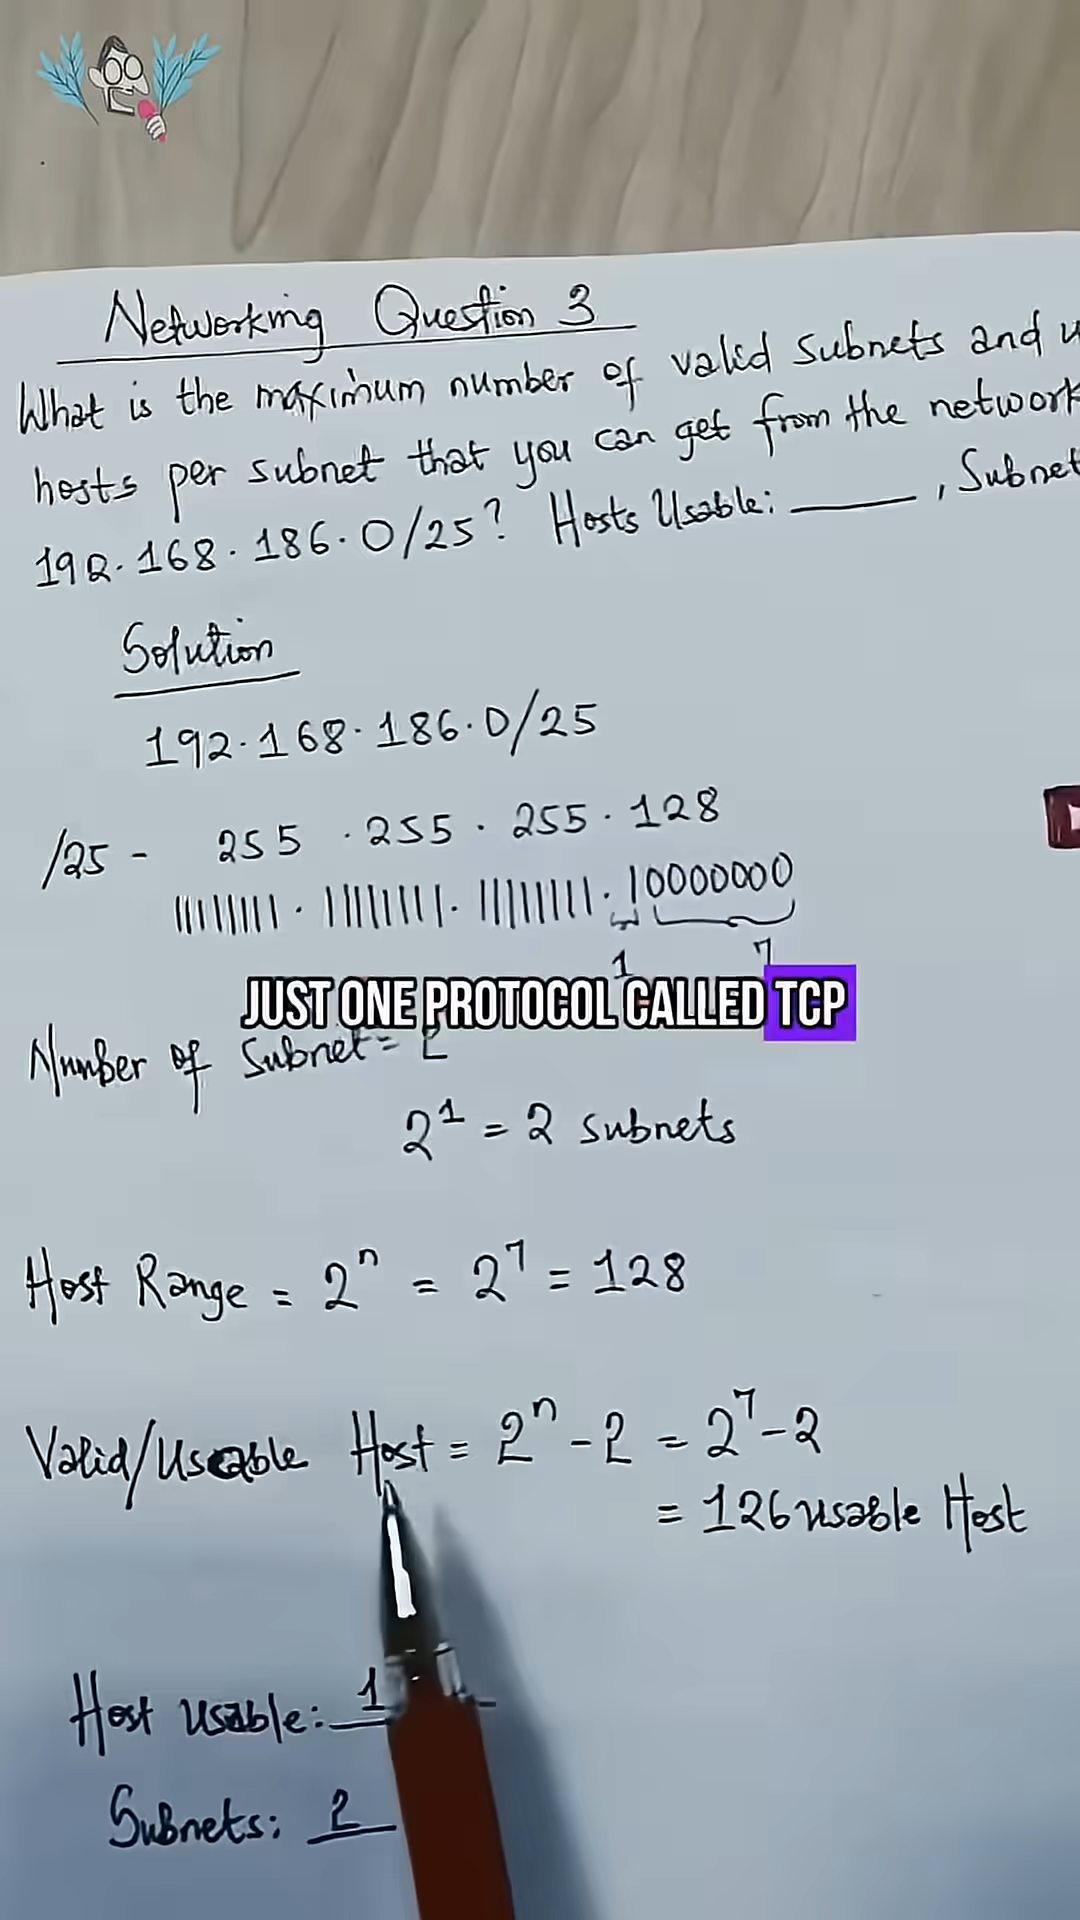 Networking Question 3
What is the maximum number of valid subnets and
hosts per subnet that you can get from the network
192.168.186.0/25? Hosts Usable: ____, Subnet
Solution
192.168.186.0/25
/25 - 255 . 255 . 255 . 128
11111111 . 11111111 . 11111111 . 10000000
1 7
JUST ONE PROTOCOL CALLED TCP
Number of Subnet =
2¹ = 2 subnets
Host Range = 2ⁿ = 2⁷ = 128
Valid/Usable Host = 2ⁿ - 2 = 2⁷ - 2
= 126 usable Host
Host usable: 1
Subnets: 2